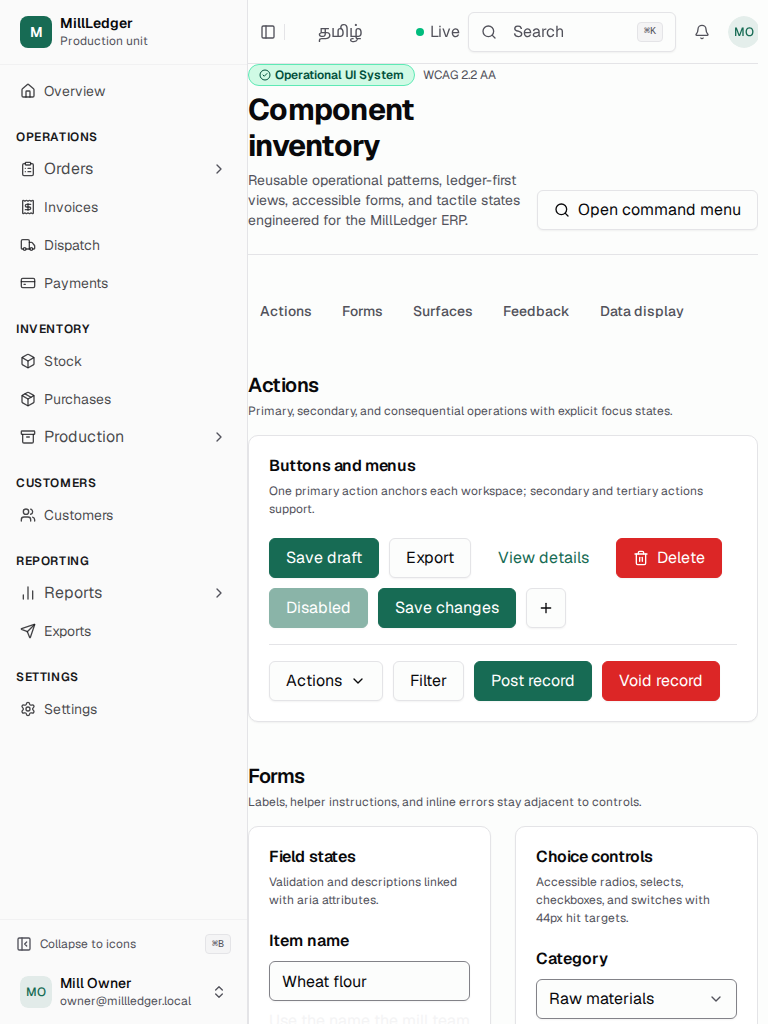 M
MillLedger
Production unit
Overview
OPERATIONS
Orders
Invoices
Dispatch
Payments
INVENTORY
Stock
Purchases
Production
CUSTOMERS
Customers
REPORTING
Reports
Exports
SETTINGS
Settings
Collapse to icons ⌘B
MO
Mill Owner
owner@millledger.local
தமிழ்
Live
Search ⌘K
MO
Operational UI System
WCAG 2.2 AA
Component
inventory
Reusable operational patterns, ledger-first
views, accessible forms, and tactile states
engineered for the MillLedger ERP.
Open command menu
Actions Forms Surfaces Feedback Data display
Actions
Primary, secondary, and consequential operations with explicit focus states.
Buttons and menus
One primary action anchors each workspace; secondary and tertiary actions
support.
Save draft Export View details Delete
Disabled Save changes +
Actions Filter Post record Void record
Forms
Labels, helper instructions, and inline errors stay adjacent to controls.
Field states
Validation and descriptions linked
with aria attributes.
Item name
Wheat flour
Use the name the mill team
Choice controls
Accessible radios, selects,
checkboxes, and switches with
44px hit targets.
Category
Raw materials